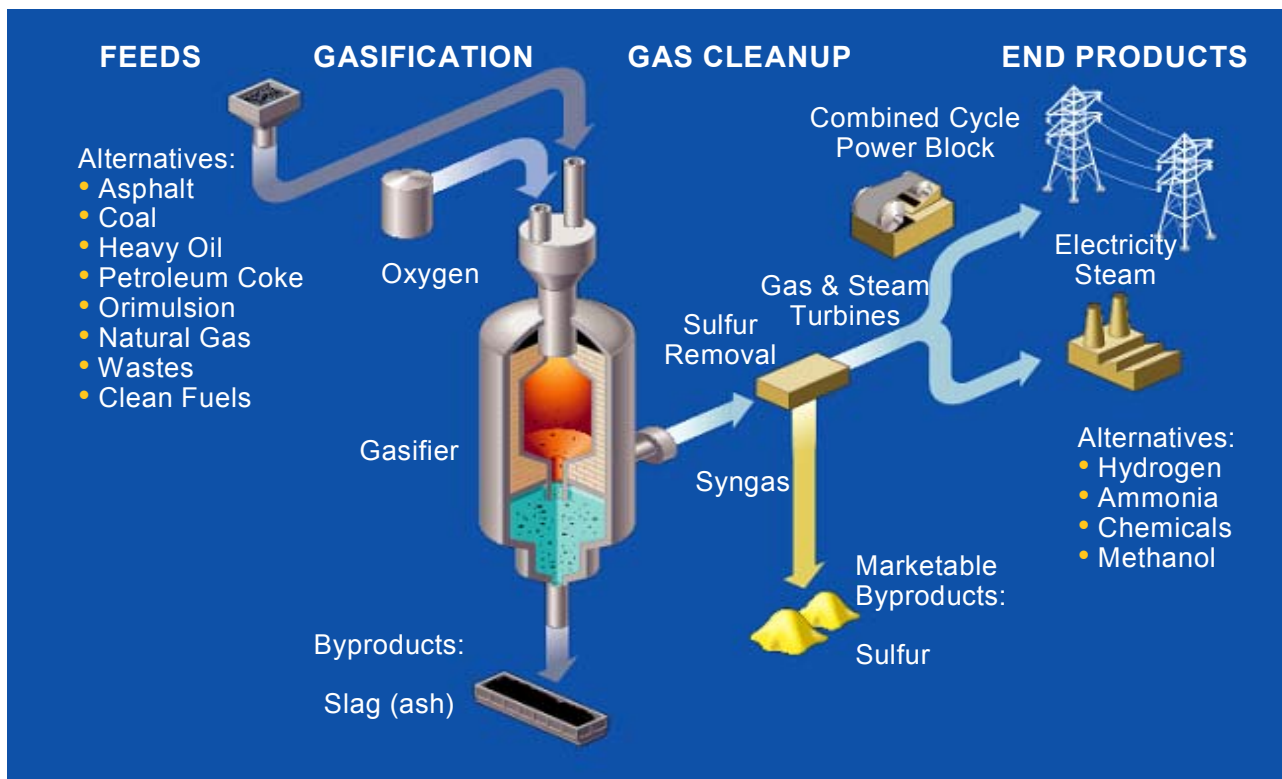 FEEDS
GASIFICATION
GAS CLEANUP
END PRODUCTS
Alternatives:
• Asphalt
• Coal
• Heavy Oil
• Petroleum Coke
• Orimulsion
• Natural Gas
• Wastes
• Clean Fuels
Oxygen
Gasifier
Byproducts:
Slag (ash)
Combined Cycle
Power Block
Gas & Steam
Turbines
Sulfur
Removal
Syngas
Marketable
Byproducts:
Sulfur
Electricity
Steam
Alternatives:
• Hydrogen
• Ammonia
• Chemicals
• Methanol